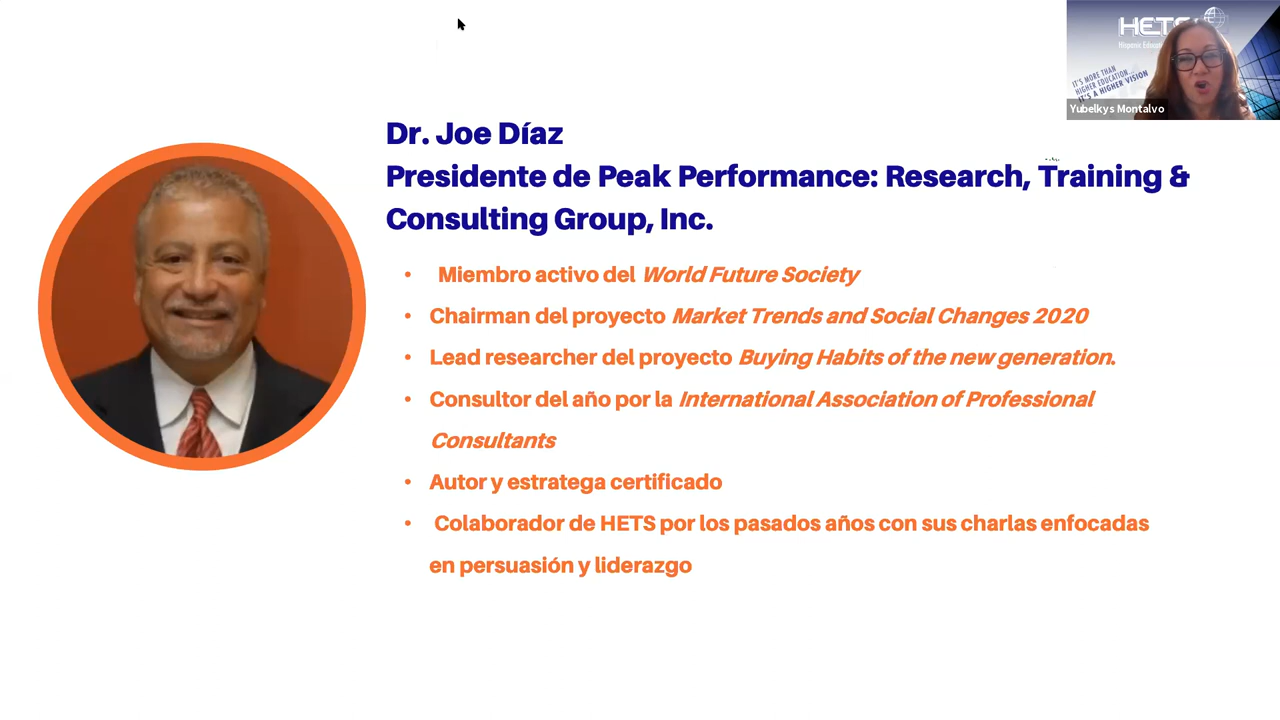 HETS
IT'S MORE THAN
HIGHER EDUCATION...
IT'S A HIGHER VISION
Yubelkys Montalvo
Dr. Joe Díaz
Presidente de Peak Performance: Research, Training &
Consulting Group, Inc.
• Miembro activo del World Future Society
• Chairman del proyecto Market Trends and Social Changes 2020
• Lead researcher del proyecto Buying Habits of the new generation.
• Consultor del año por la International Association of Professional
Consultants
• Autor y estratega certificado
• Colaborador de HETS por los pasados años con sus charlas enfocadas
en persuasión y liderazgo